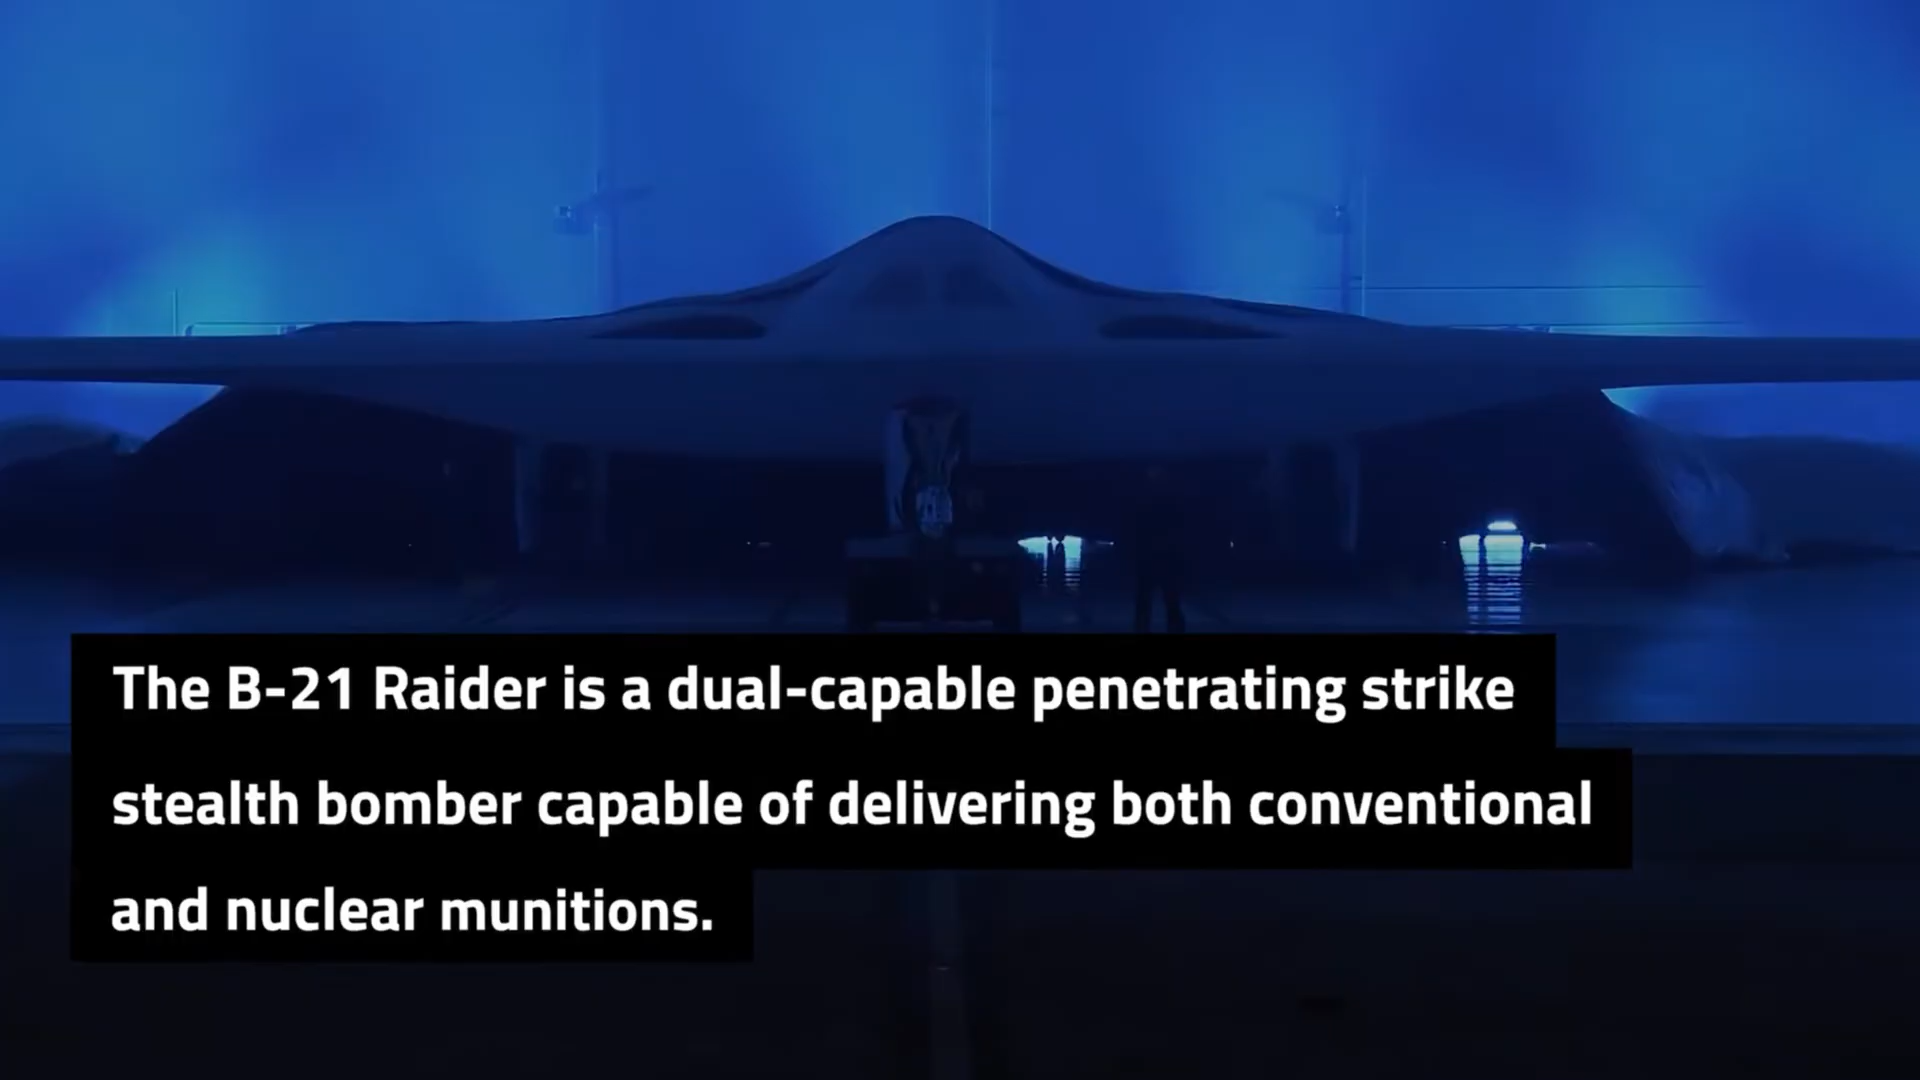 The B-21 Raider is a dual-capable penetrating strike
stealth bomber capable of delivering both conventional
and nuclear munitions.